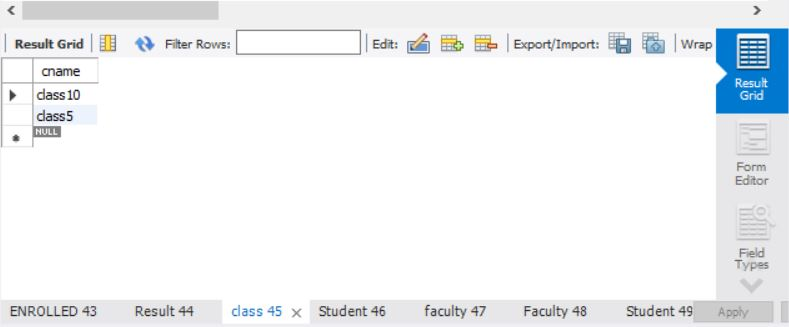 Result Grid Filter Rows: Edit: Export/Import: Wrap
cname
class10
class5
NULL
Result
Grid
Form
Editor
Field
Types
ENROLLED 43 Result 44 class 45 Student 46 faculty 47 Faculty 48 Student 49 Apply